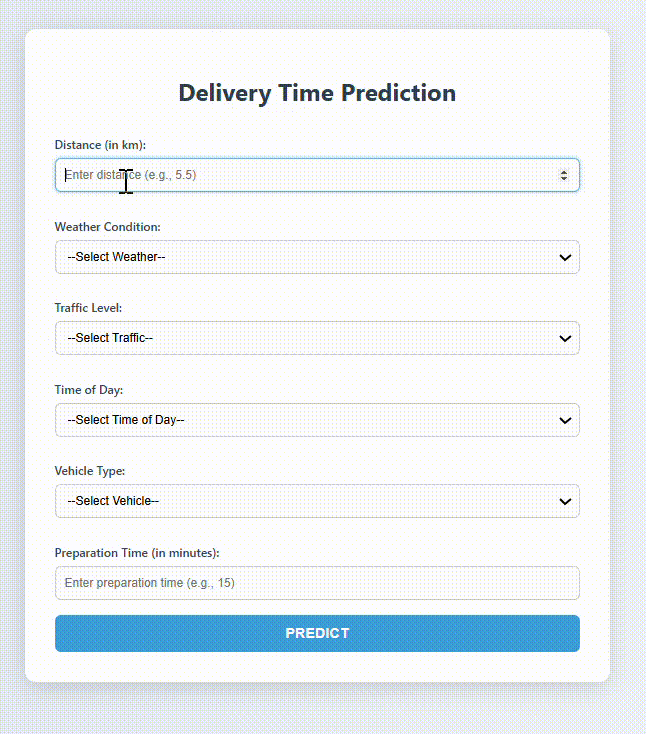 Delivery Time Prediction
Distance (in km):
Enter distance (e.g., 5.5)
Weather Condition:
--Select Weather--
Traffic Level:
--Select Traffic--
Time of Day:
--Select Time of Day--
Vehicle Type:
--Select Vehicle--
Preparation Time (in minutes):
Enter preparation time (e.g., 15)
PREDICT